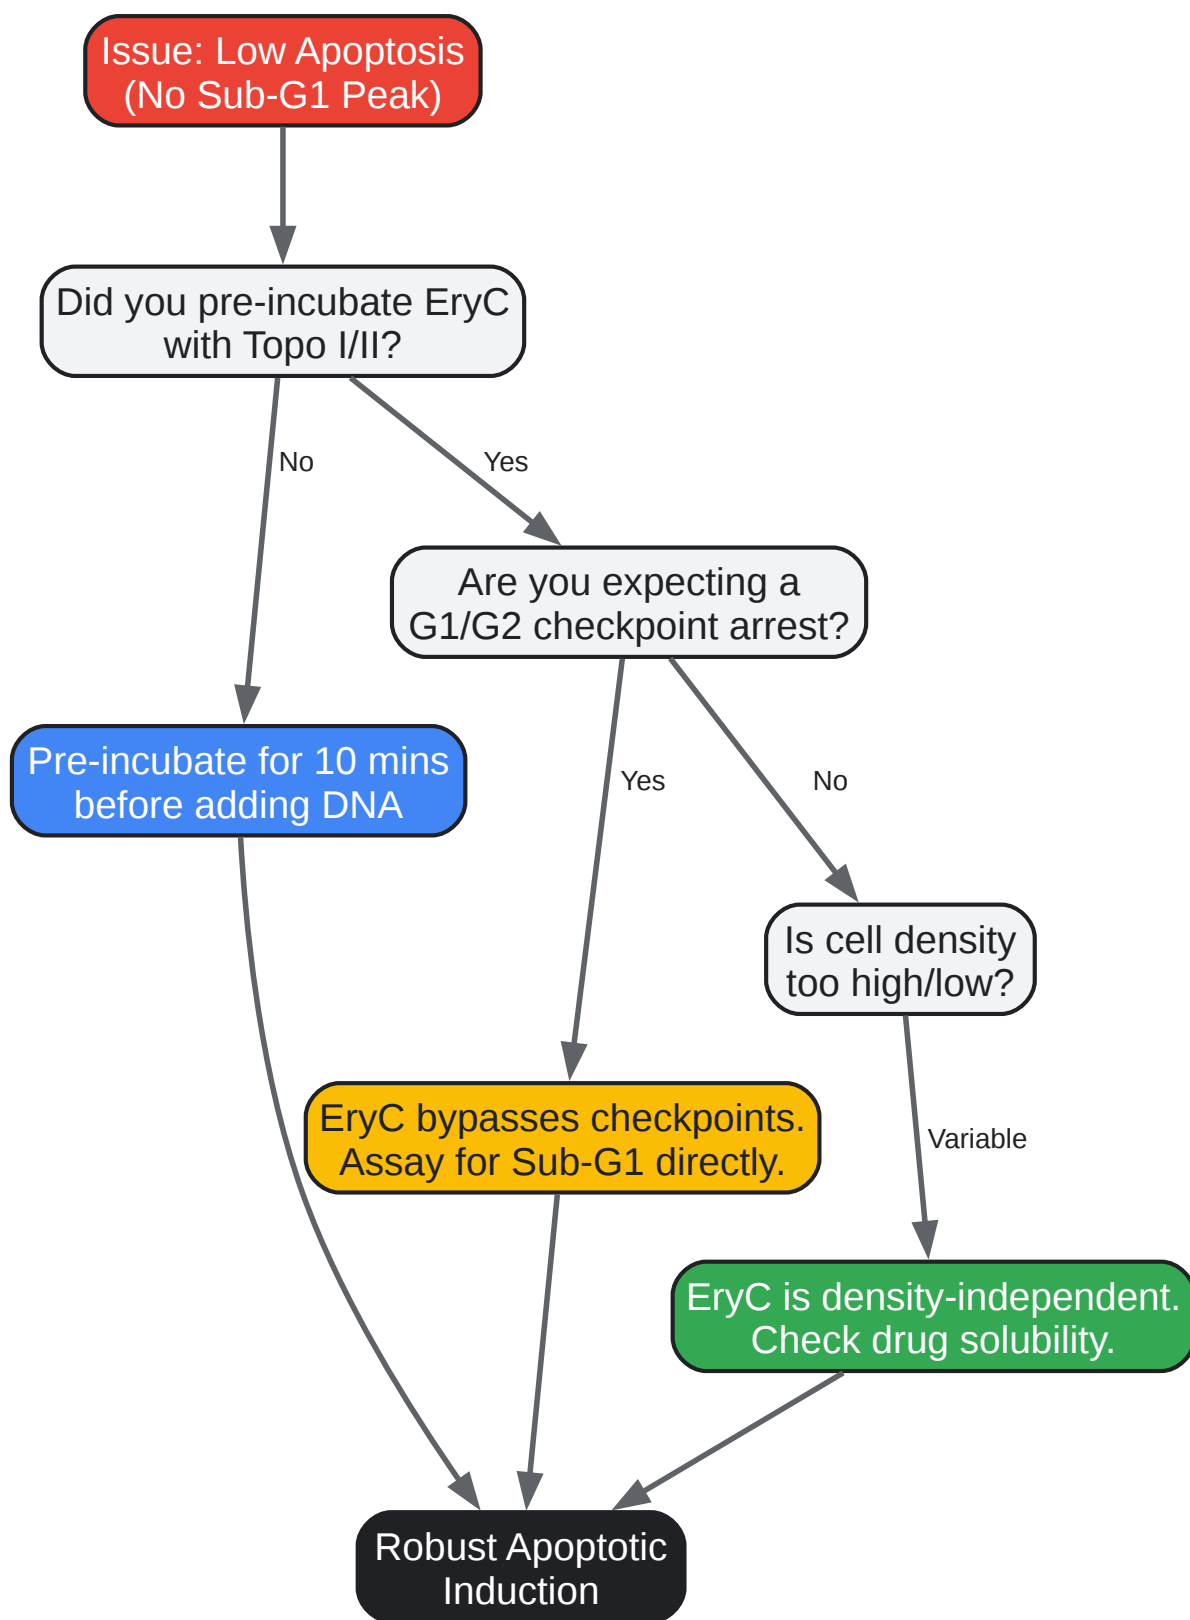 Issue: Low Apoptosis
(No Sub-G1 Peak)
Did you pre-incubate EryC
with Topo I/II?
No
Yes
Are you expecting a
G1/G2 checkpoint arrest?
Pre-incubate for 10 mins
before adding DNA
Yes
No
Is cell density
too high/low?
EryC bypasses checkpoints.
Assay for Sub-G1 directly.
Variable
EryC is density-independent.
Check drug solubility.
Robust Apoptotic
Induction